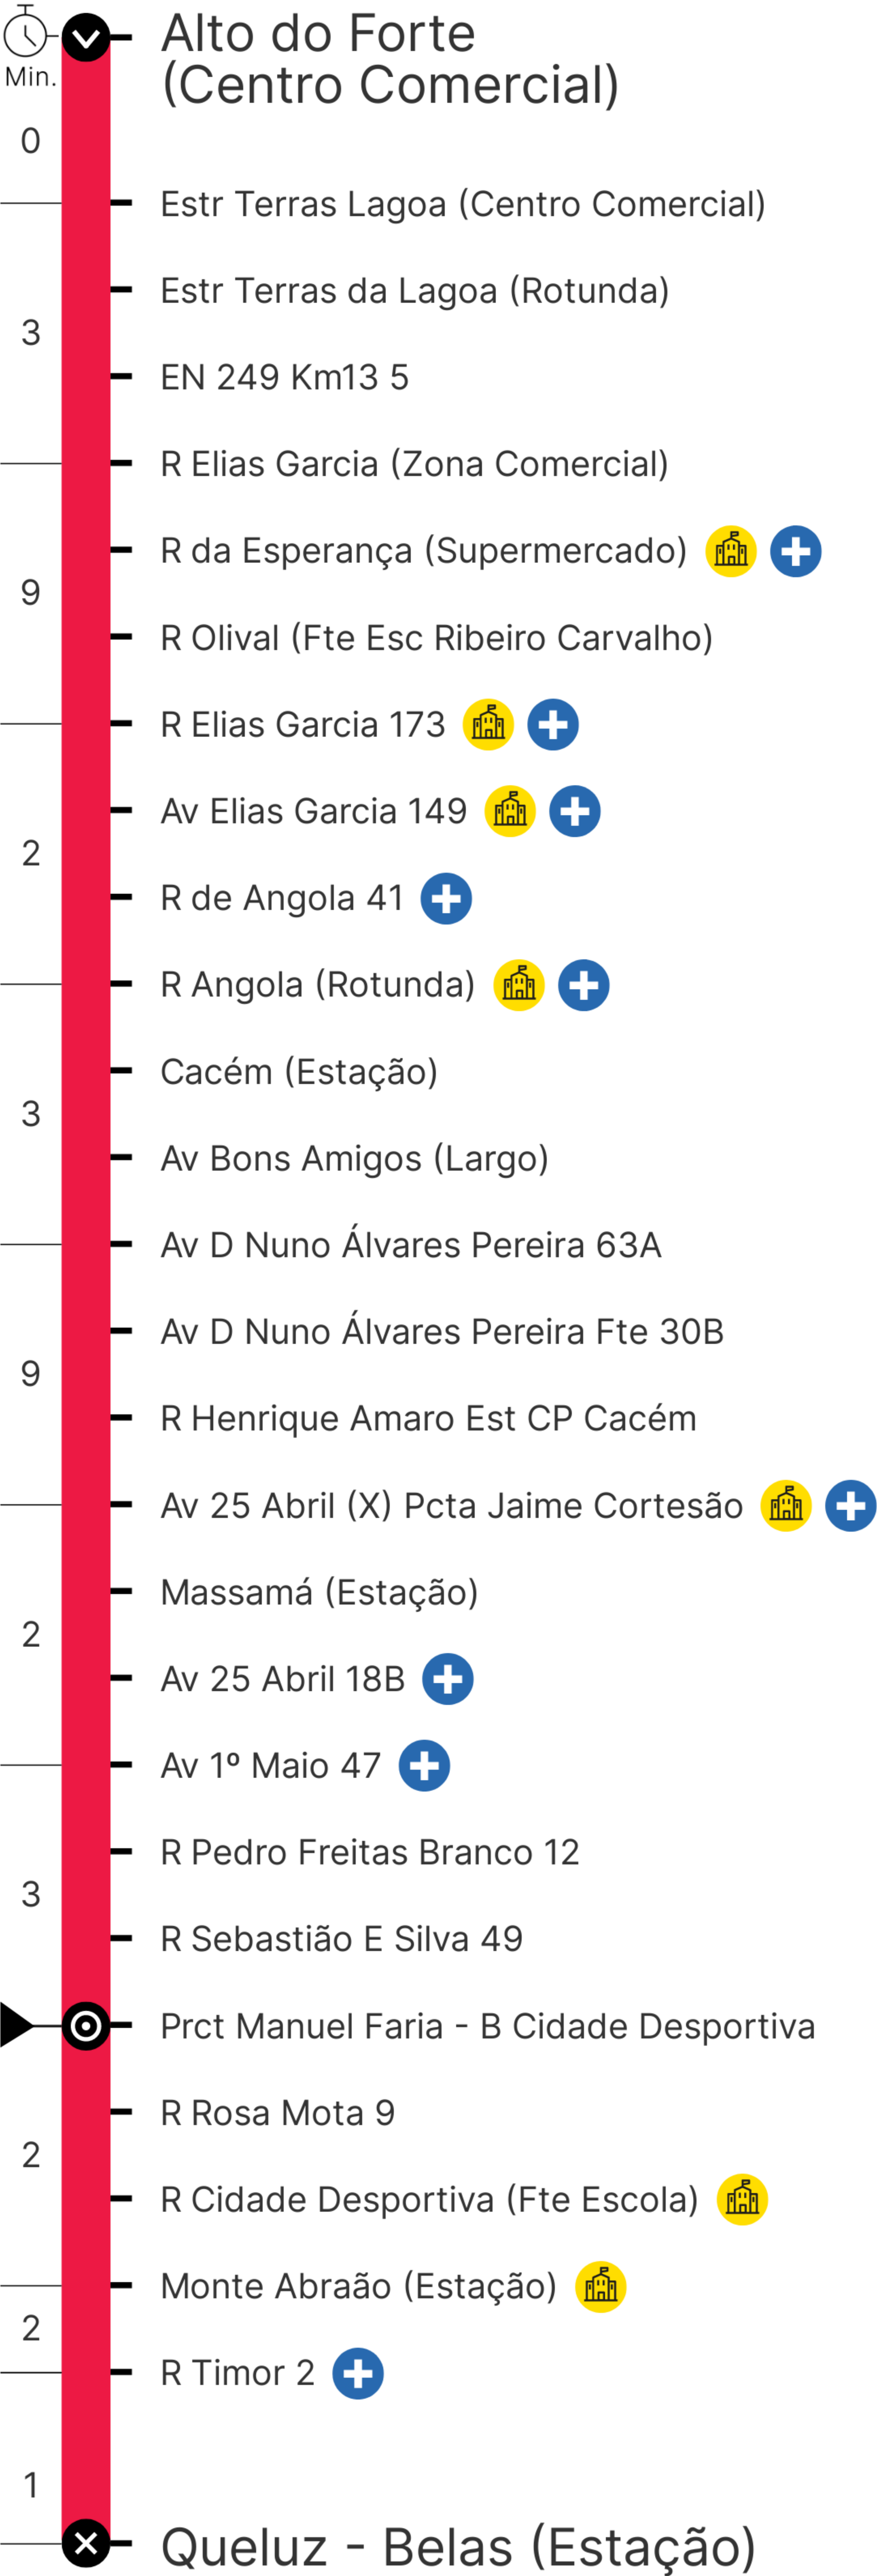 Alto do Forte
(Centro Comercial)
Min.
0
Estr Terras Lagoa (Centro Comercial)
Estr Terras da Lagoa (Rotunda)
3
EN 249 Km13 5
R Elias Garcia (Zona Comercial)
R da Esperança (Supermercado)
9
R Olival (Fte Esc Ribeiro Carvalho)
R Elias Garcia 173
Av Elias Garcia 149
2
R de Angola 41
R Angola (Rotunda)
Cacém (Estação)
3
Av Bons Amigos (Largo)
Av D Nuno Álvares Pereira 63A
Av D Nuno Álvares Pereira Fte 30B
9
R Henrique Amaro Est CP Cacém
Av 25 Abril (X) Pcta Jaime Cortesão
Massamá (Estação)
2
Av 25 Abril 18B
Av 1º Maio 47
R Pedro Freitas Branco 12
3
R Sebastião E Silva 49
Prct Manuel Faria - B Cidade Desportiva
R Rosa Mota 9
2
R Cidade Desportiva (Fte Escola)
Monte Abraão (Estação)
2
R Timor 2
1
Queluz - Belas (Estação)